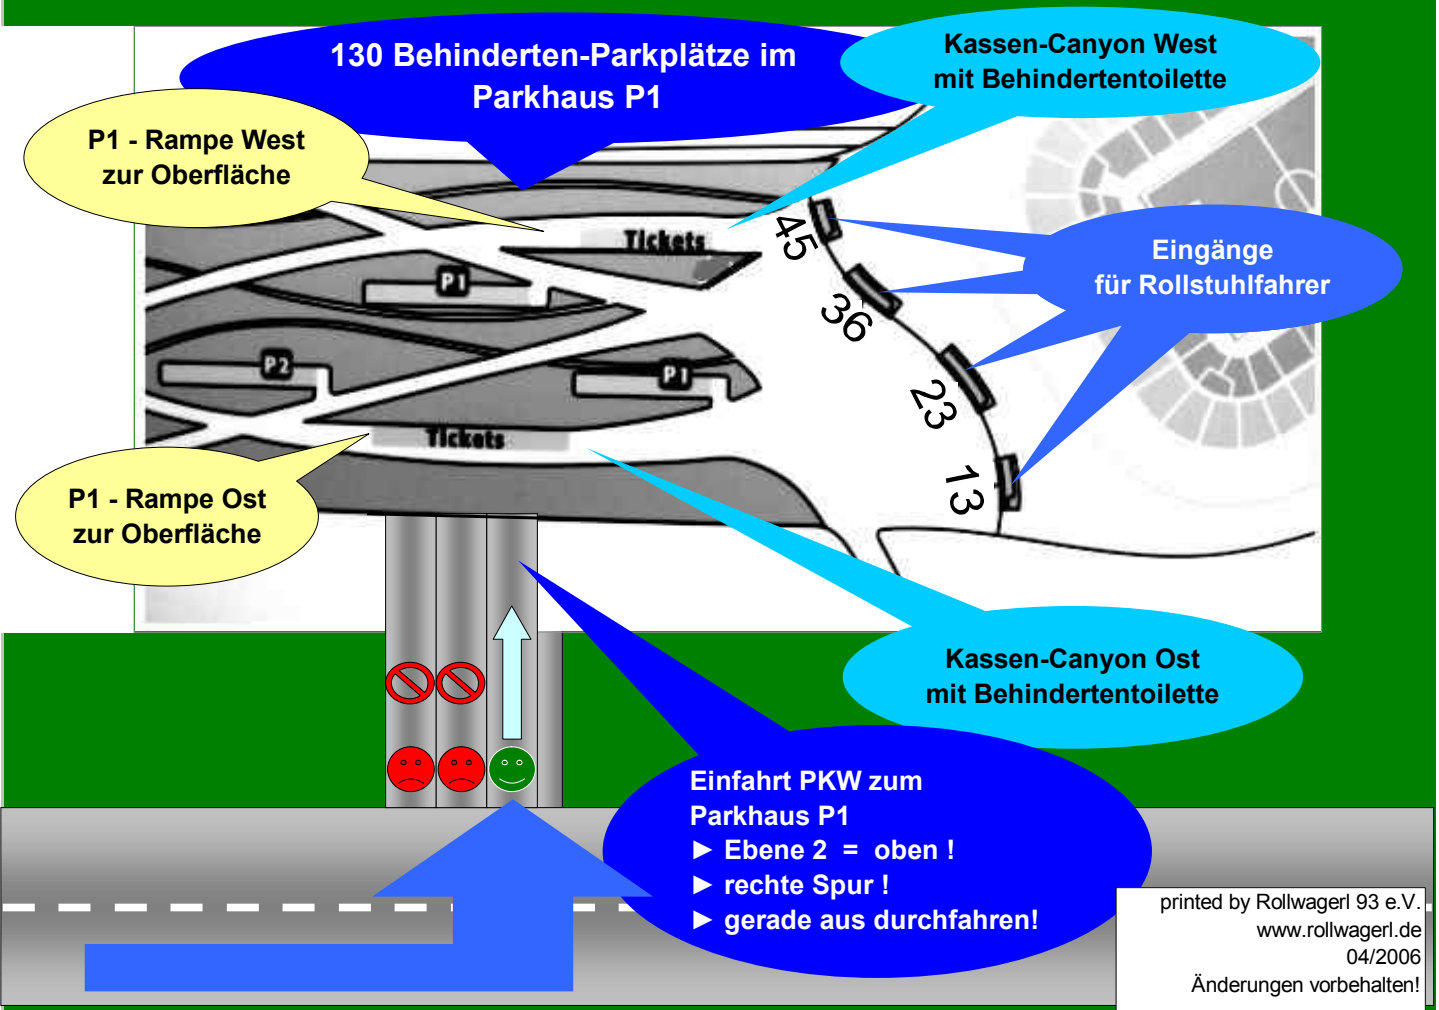 130 Behinderten-Parkplätze im
Parkhaus P1
Kassen-Canyon West
mit Behindertentoilette
P1 - Rampe West
zur Oberfläche
Eingänge
für Rollstuhlfahrer
Tickets
P1
P2
P1
Tickets
45
36
23
13
P1 - Rampe Ost
zur Oberfläche
Kassen-Canyon Ost
mit Behindertentoilette
Einfahrt PKW zum
Parkhaus P1
► Ebene 2 = oben !
► rechte Spur !
► gerade aus durchfahren!
printed by Rollwagerl 93 e.V.
www.rollwagerl.de
04/2006
Änderungen vorbehalten!